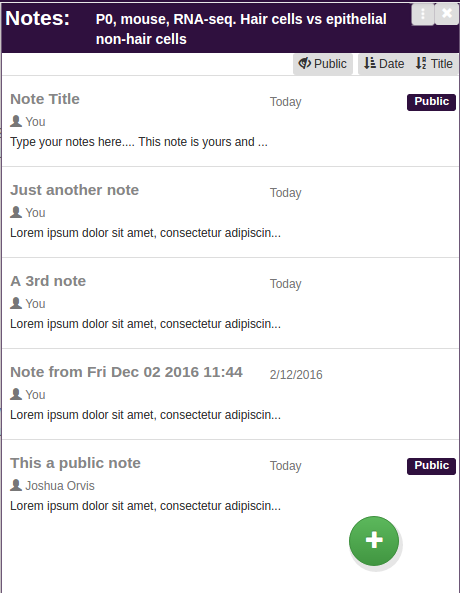 Notes: P0, mouse, RNA-seq. Hair cells vs epithelial
non-hair cells
Public Date Title
Note Title Today Public
You
Type your notes here.... This note is yours and ...
Just another note Today
You
Lorem ipsum dolor sit amet, consectetur adipiscin...
A 3rd note Today
You
Lorem ipsum dolor sit amet, consectetur adipiscin...
Note from Fri Dec 02 2016 11:44 2/12/2016
You
Lorem ipsum dolor sit amet, consectetur adipiscin...
This a public note Today Public
Joshua Orvis
Lorem ipsum dolor sit amet, consectetur adipiscin...